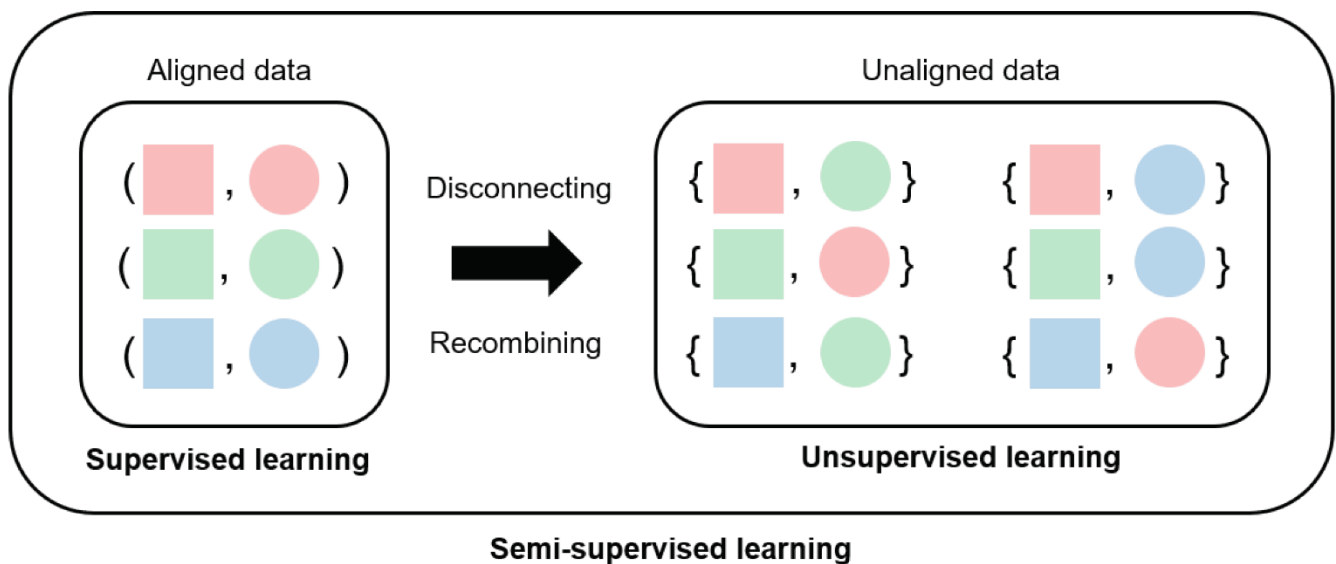 Aligned data
Unaligned data
( , )
( , )
( , )
Disconnecting
Recombining
{ , } { , }
{ , } { , }
{ , } { , }
Supervised learning
Unsupervised learning
Semi-supervised learning